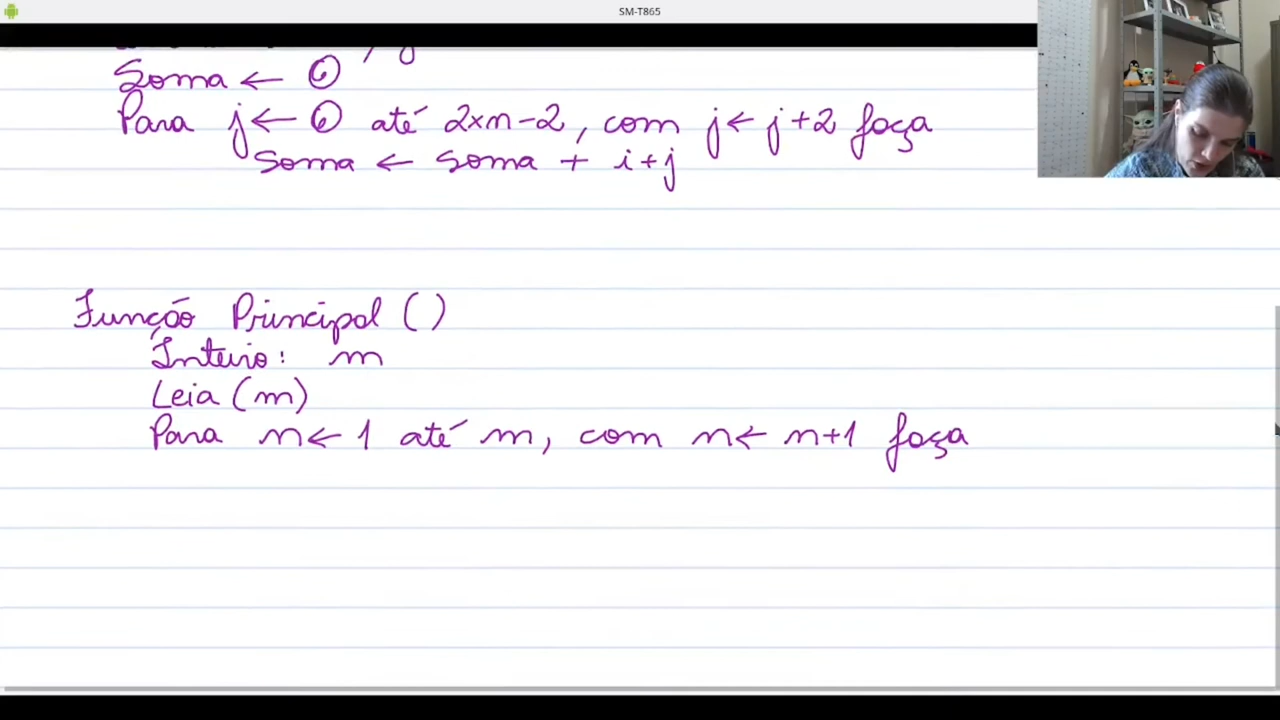 SM-T865
Soma ← 0
Para j ← 0 até 2×n-2, com j ← j+2 faça
Soma ← Soma + i+j
Função Principal ()
Inteiro: m
Leia (m)
Para n ← 1 até m, com n ← n+1 faça